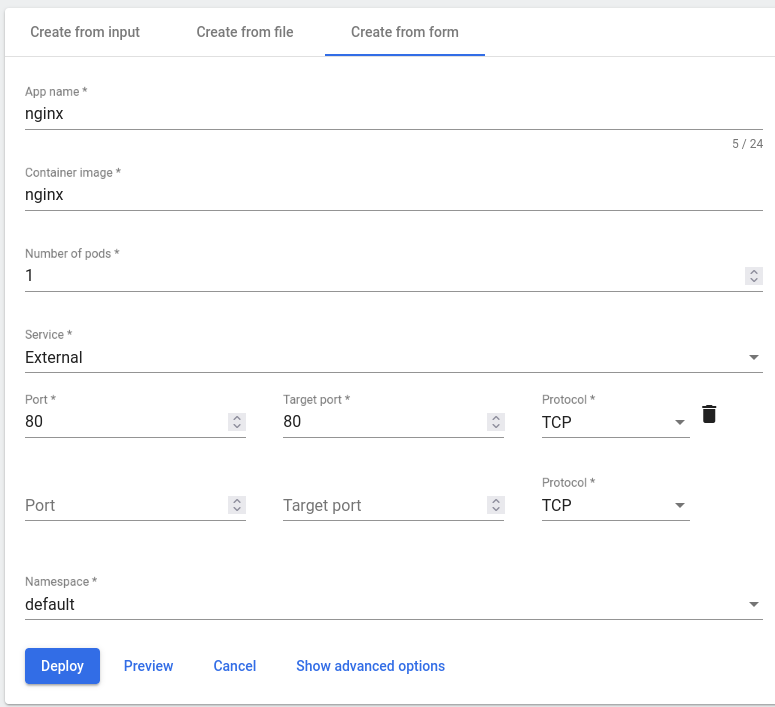 Create from input Create from file Create from form
App name *
nginx
5 / 24
Container image *
nginx
Number of pods *
1
Service *
External
Port * Target port * Protocol *
80 80 TCP
Protocol *
Port Target port TCP
Namespace *
default
Deploy Preview Cancel Show advanced options